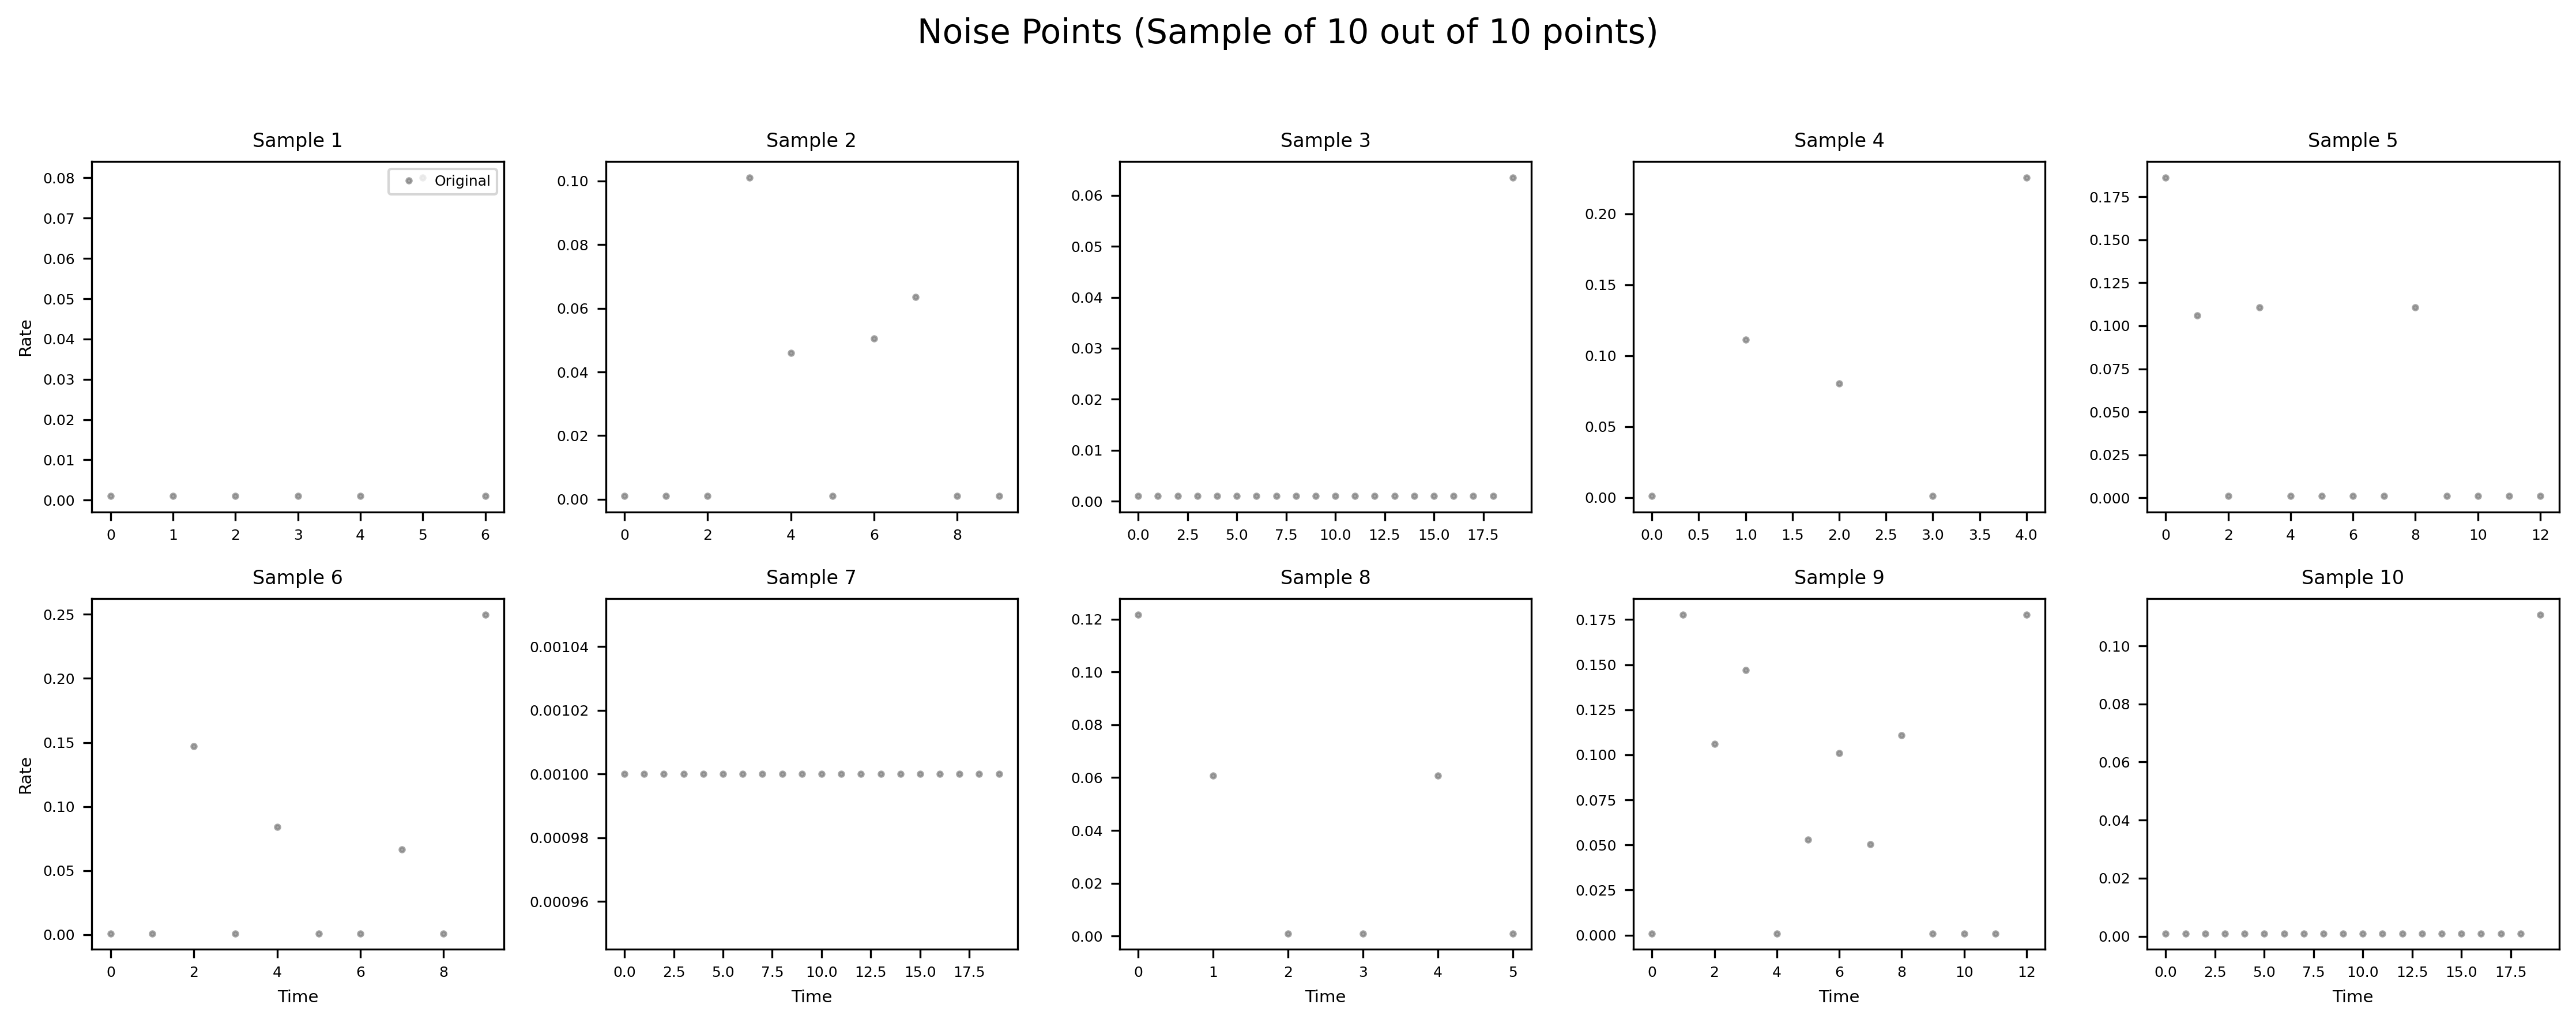 Noise Points (Sample of 10 out of 10 points)
Sample 1
Sample 2
Sample 3
Sample 4
Sample 5
0.08
0.07
0.06
0.05
0.04
0.03
0.02
0.01
0.00
Rate
Original
0 1 2 3 4 5 6
0.10
0.08
0.06
0.04
0.02
0.00
0 2 4 6 8
0.06
0.05
0.04
0.03
0.02
0.01
0.00
0.0 2.5 5.0 7.5 10.0 12.5 15.0 17.5
0.20
0.15
0.10
0.05
0.00
0.0 0.5 1.0 1.5 2.0 2.5 3.0 3.5 4.0
0.175
0.150
0.125
0.100
0.075
0.050
0.025
0.000
0 2 4 6 8 10 12
Sample 6
Sample 7
Sample 8
Sample 9
Sample 10
0.25
0.20
0.15
0.10
0.05
0.00
Rate
0 2 4 6 8
Time
0.00104
0.00102
0.00100
0.00098
0.00096
0.0 2.5 5.0 7.5 10.0 12.5 15.0 17.5
Time
0.12
0.10
0.08
0.06
0.04
0.02
0.00
0 1 2 3 4 5
Time
0.175
0.150
0.125
0.100
0.075
0.050
0.025
0.000
0 2 4 6 8 10 12
Time
0.10
0.08
0.06
0.04
0.02
0.00
0.0 2.5 5.0 7.5 10.0 12.5 15.0 17.5
Time